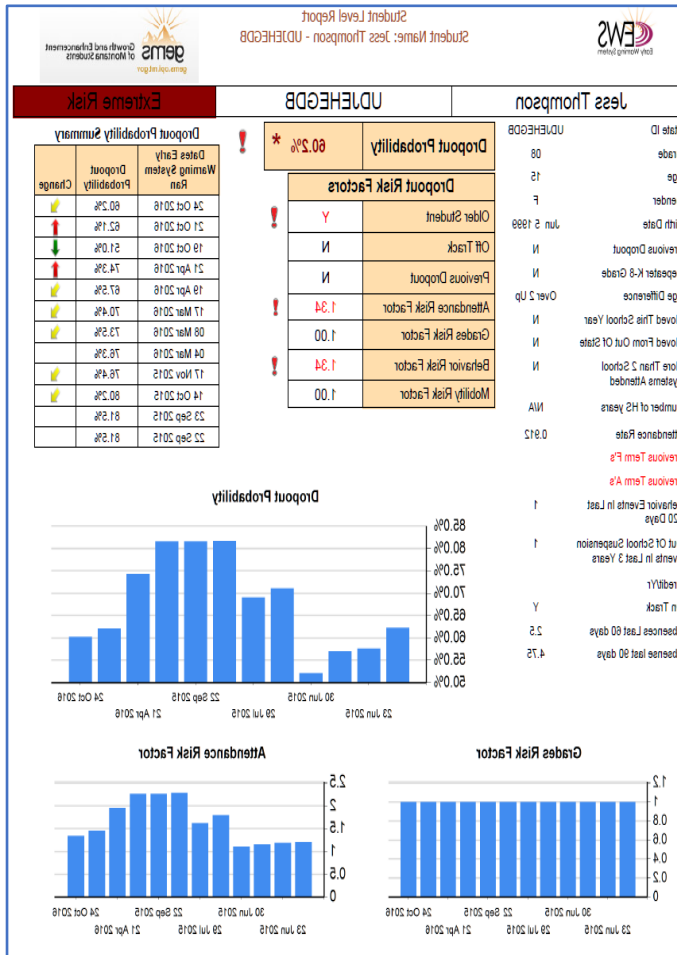 EWS
Early Warning System
Student Level Report
Student Name: Jess Thompson - UDJEHEGDB
gems
gems.opi.mt.gov
Growth and Enhancement
of Montana Students
Jess Thompson UDJEHEGDB Extreme Risk
tate ID UDJEHEGDB
rade 08
ge 15
ender F
irth Date Jun 5 1999
revious Dropout N
epeater K-8 Grade N
ge Difference Over 2 Up
oved This School Year N
oved From Out Of State N
ore Than 2 School N
ystems Attended
umber of HS years N/A
ttendance Rate 0.912
revious Term F's
revious Term A's
ehavior Events In Last 1
20 Days
ut Of School Suspension 1
vents In Last 3 Years
redit/Yr
n Track Y
bsences Last 60 days 2.5
bsense last 90 days 4.75
Dropout Probability 60.2% * !
Dropout Risk Factors
Older Student Y !
Off Track N
Previous Dropout N
Attendance Risk Factor 1.34 !
Grades Risk Factor 1.00
Behavior Risk Factor 1.34 !
Mobility Risk Factor 1.00
Dropout Probability Summary
Dates Early
Warning System
Ran
Dropout
Probability
Change
24 Oct 2016 60.2%
21 Oct 2016 62.1%
19 Oct 2016 51.0%
21 Apr 2016 74.3%
19 Apr 2016 67.5%
17 Mar 2016 70.4%
08 Mar 2016 73.5%
04 Mar 2016 76.3%
17 Nov 2015 76.4%
14 Oct 2015 80.2%
23 Sep 2015 81.5%
22 Sep 2015 81.5%
Dropout Probability
85.0%
80.0%
75.0%
70.0%
65.0%
60.0%
55.0%
50.0%
30 Jun 2015 22 Sep 2015 24 Oct 2016
23 Jun 2015 29 Jul 2015 21 Apr 2016
Grades Risk Factor
1.2
1
0.8
0.6
0.4
0.2
0
30 Jun 2015 22 Sep 2015 24 Oct 2016
23 Jun 2015 29 Jul 2015 21 Apr 2016
Attendance Risk Factor
2.5
2
1.5
1
0.5
0
30 Jun 2015 22 Sep 2015 24 Oct 2016
23 Jun 2015 29 Jul 2015 21 Apr 2016